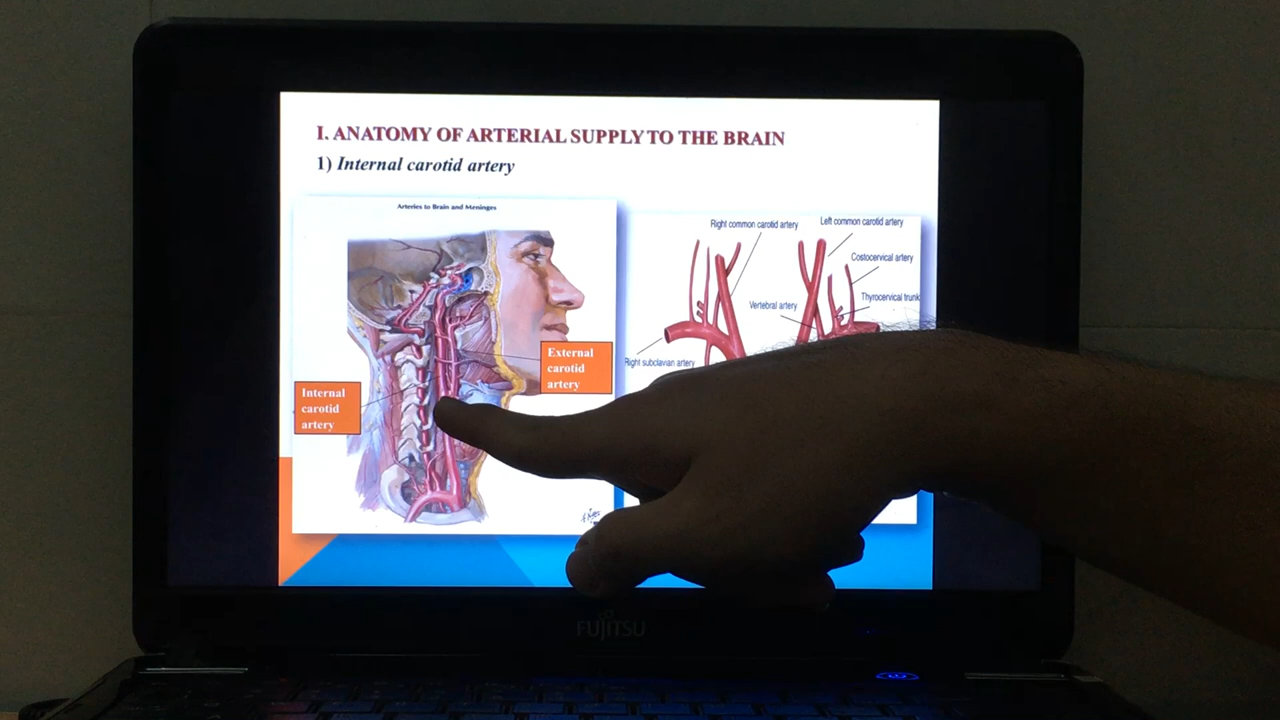 I. ANATOMY OF ARTERIAL SUPPLY TO THE BRAIN
1) Internal carotid artery
Arteries to Brain and Meninges
External
carotid
artery
Internal
carotid
artery
Right common carotid artery
Left common carotid artery
Costocervical artery
Vertebral artery
Thyrocervical trunk
Right subclavian artery
FUJITSU